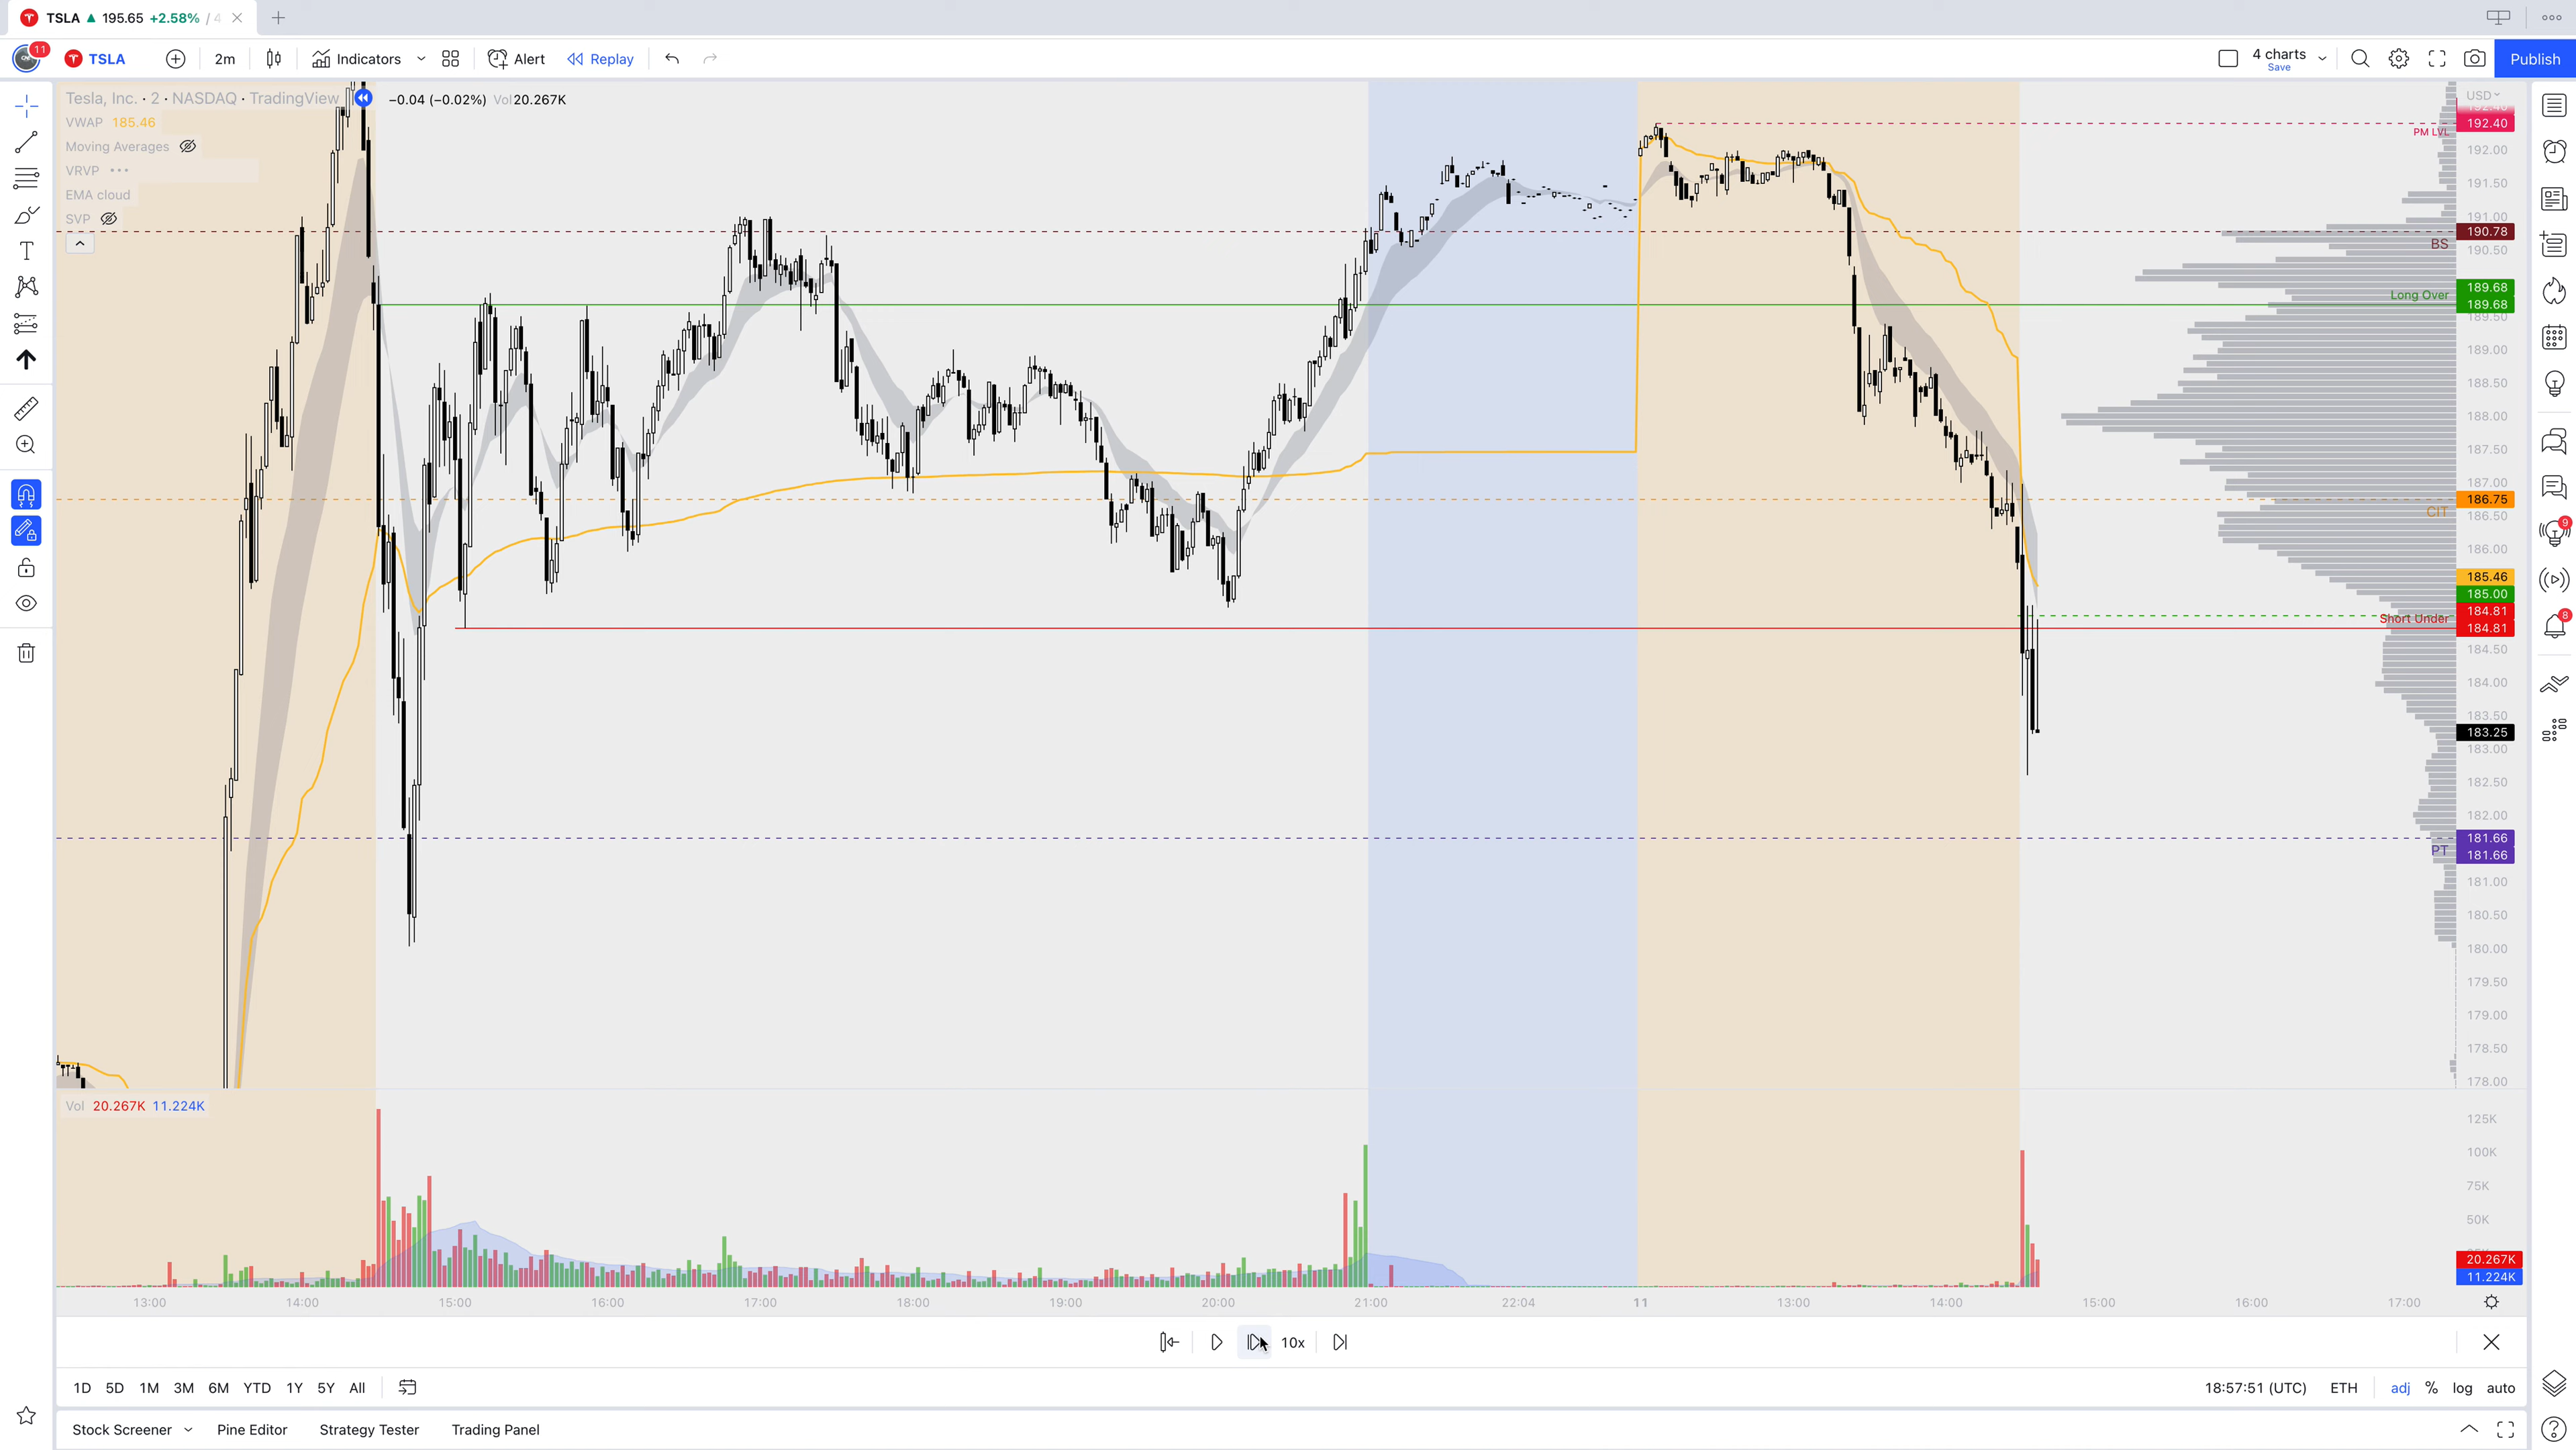 TSLA ▲ 195.65 +2.58% / 4
11
TSLA 2m Indicators Alert Replay 4 charts Save Publish
Tesla, Inc. · 2 · NASDAQ · TradingView −0.04 (−0.02%) Vol 20.267K
VWAP 185.46
Moving Averages
VRVP
EMA cloud
SVP
USD
192.40
PM LVL
192.00
191.50
191.00
190.78
BS
190.50
189.68
Long Over
189.68
189.50
189.00
188.50
188.00
187.50
187.00
186.75
CIT
186.50
186.00
185.46
185.00
184.81
Short Under
184.81
184.50
184.00
183.50
183.25
183.00
182.50
182.00
181.66
PT
181.66
181.00
180.50
180.00
179.50
179.00
178.50
178.00
9
8
Vol 20.267K 11.224K
125K
100K
75K
50K
20.267K
11.224K
13:00 14:00 15:00 16:00 17:00 18:00 19:00 20:00 21:00 22:04 11 13:00 14:00 15:00 16:00 17:00
10x
1D 5D 1M 3M 6M YTD 1Y 5Y All 18:57:51 (UTC) ETH adj % log auto
Stock Screener Pine Editor Strategy Tester Trading Panel